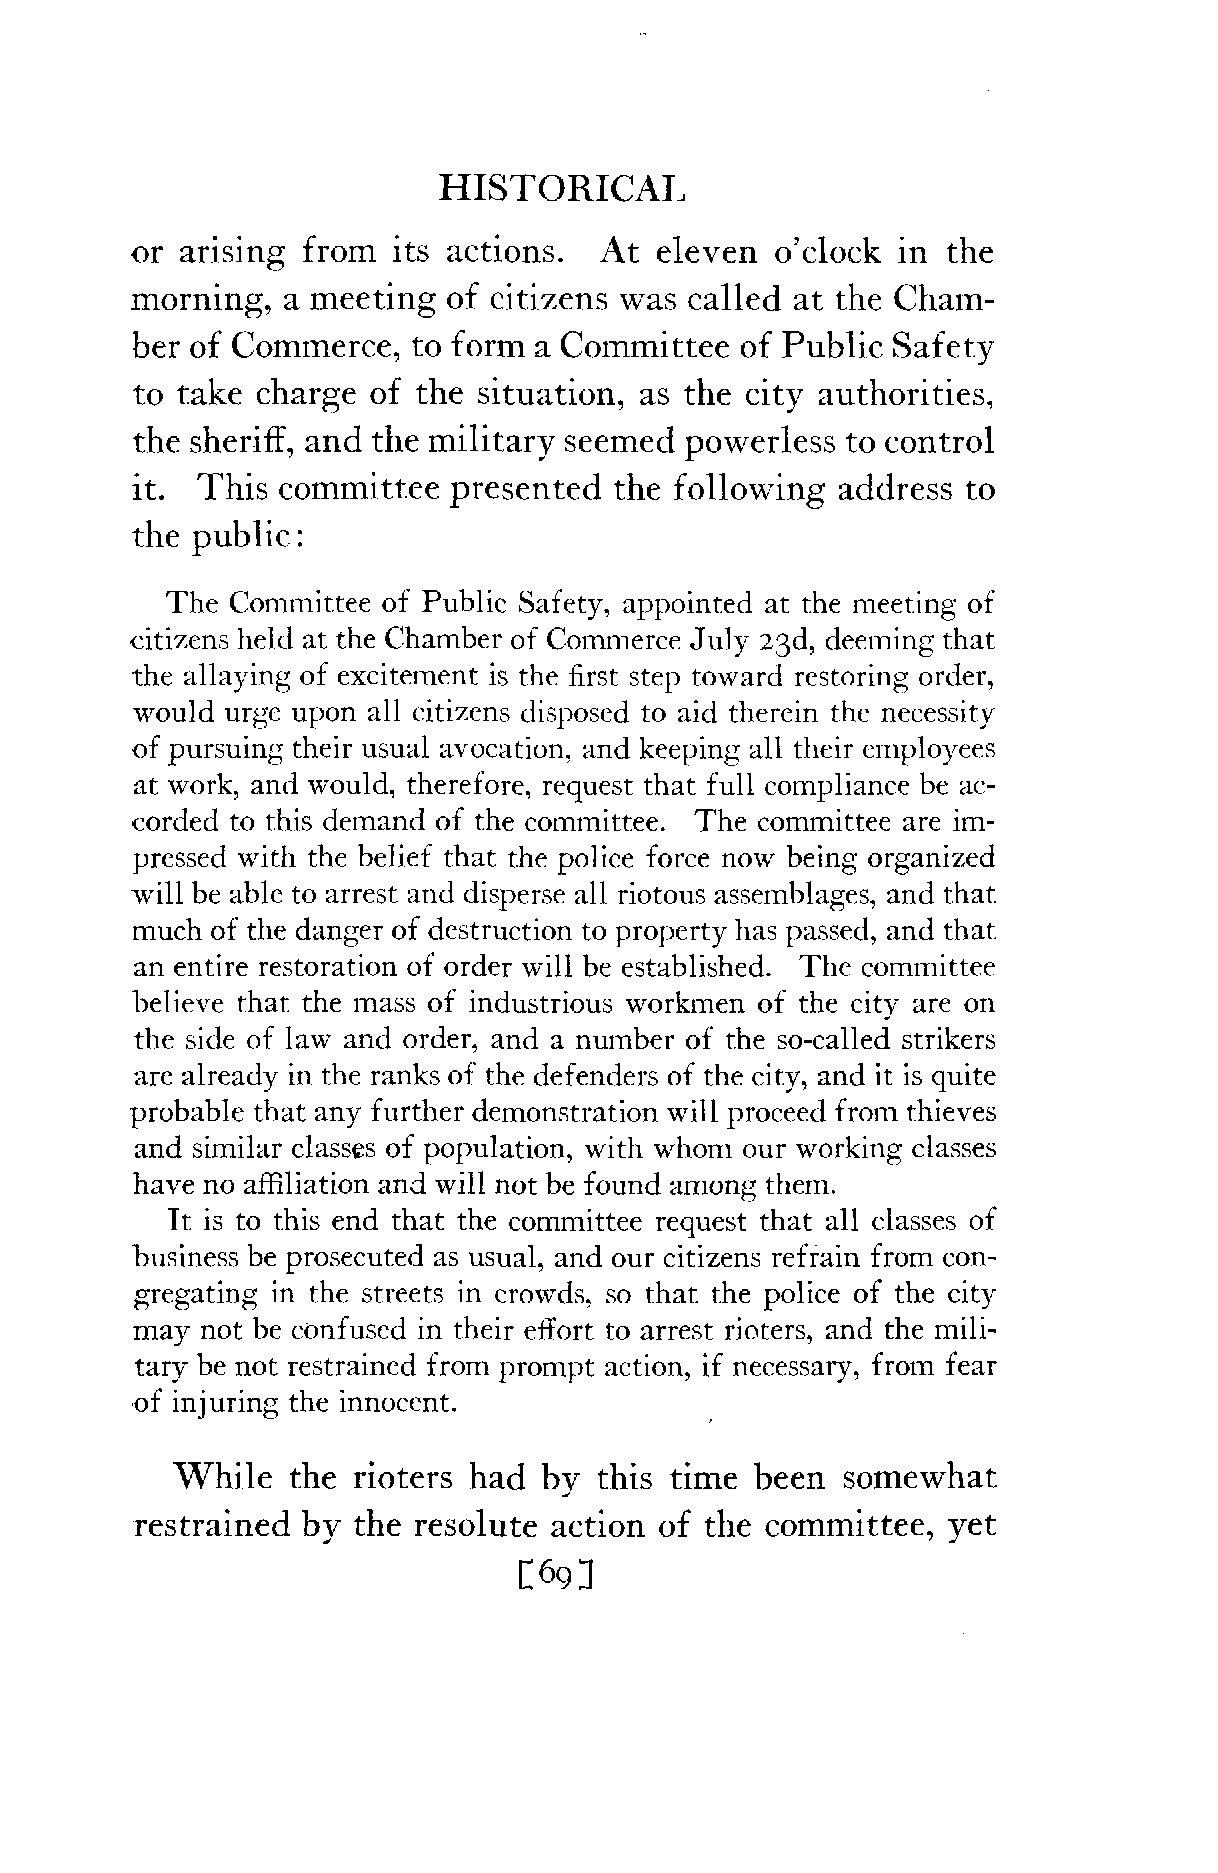 HISTORICAL
or arising from its actions. At eleven o'clock in the
morning, a meeting of citizens was called at the Cham-
ber of Commerce, to form a Committee of Public Safety
to take charge of the situation, as the city authorities,
the sheriff, and the military seemed powerless to control
it. This committee presented the following address to
the public:
The Committee of Public Safety, appointed at the meeting of
citizens held at the Chamber of Commerce July 23d, deeming that
the allaying of excitement is the first step toward restoring order,
would urge upon all citizens disposed to aid therein the necessity
of pursuing their usual avocation, and keeping all their employees
at work, and would, therefore, request that full compliance be ac-
corded to this demand of the committee. The committee are im-
pressed with the belief that the police force now being organized
will be able to arrest and disperse all riotous assemblages, and that
much of the danger of destruction to property has passed, and that
an entire restoration of order will be established. The committee
believe that the mass of industrious workmen of the city are on
the side of law and order, and a number of the so-called strikers
are already in the ranks of the defenders of the city, and it is quite
probable that any further demonstration will proceed from thieves
and similar classes of population, with whom our working classes
have no affiliation and will not be found among them.
It is to this end that the committee request that all classes of
business be prosecuted as usual, and our citizens refrain from con-
gregating in the streets in crowds, so that the police of the city
may not be confused in their effort to arrest rioters, and the mili-
tary be not restrained from prompt action, if necessary, from fear
of injuring the innocent.
While the rioters had by this time been somewhat
restrained by the resolute action of the committee, yet
[69]